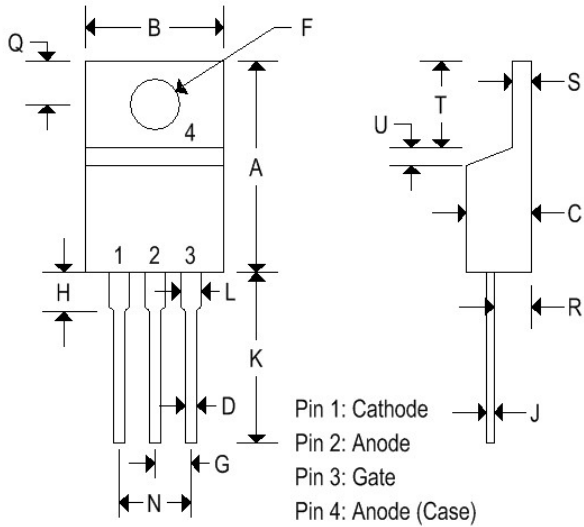 B
F
Q
S
T
4
U
A
C
1 2 3
H
L
R
K
D
J
G
N
Pin 1: Cathode
Pin 2: Anode
Pin 3: Gate
Pin 4: Anode (Case)